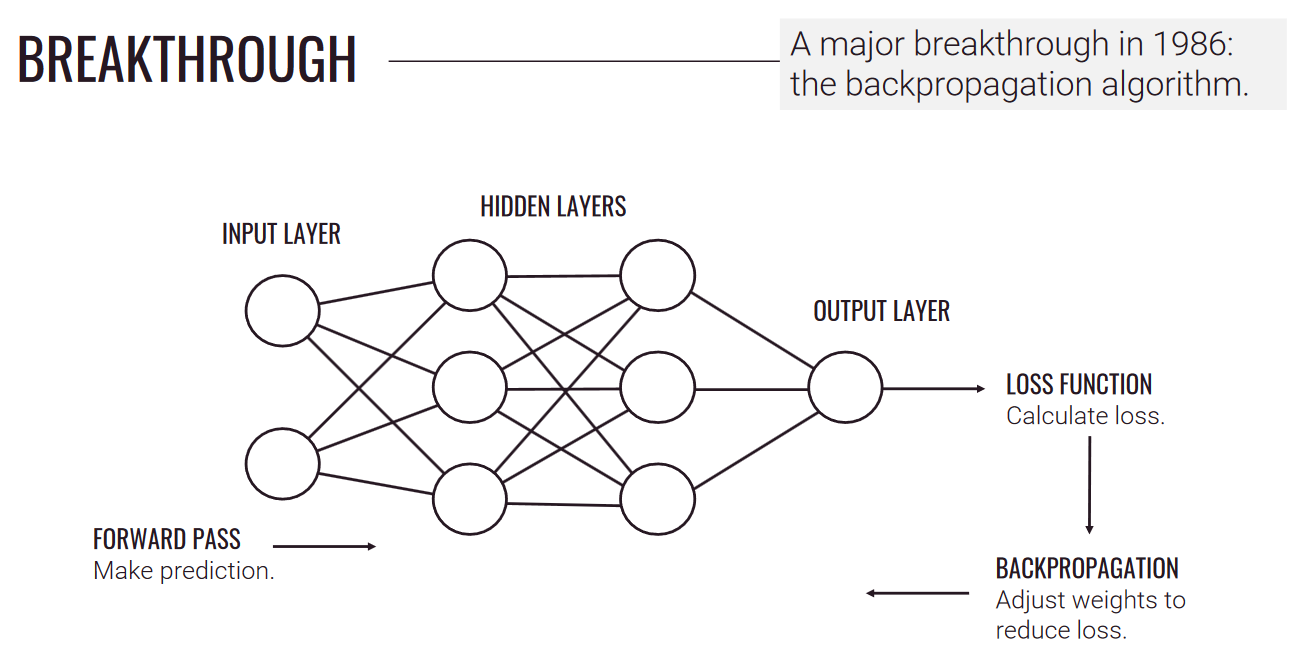 BREAKTHROUGH
A major breakthrough in 1986:
the backpropagation algorithm.
HIDDEN LAYERS
INPUT LAYER
OUTPUT LAYER
LOSS FUNCTION
Calculate loss.
FORWARD PASS
Make prediction.
BACKPROPAGATION
Adjust weights to
reduce loss.